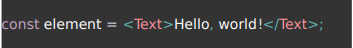 const element = <Text>Hello, world!</Text>;